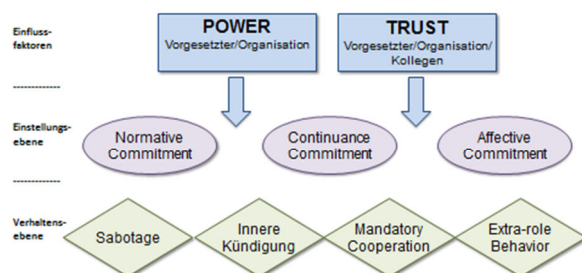 Einfluss-
faktoren
POWER
Vorgesetzter/Organisation
TRUST
Vorgesetzter/Organisation/
Kollegen
-------------
Einstellungs-
ebene
Normative
Commitment
Continuance
Commitment
Affective
Commitment
-------------
Verhaltens-
ebene
Sabotage
Innere
Kündigung
Mandatory
Cooperation
Extra-role
Behavior